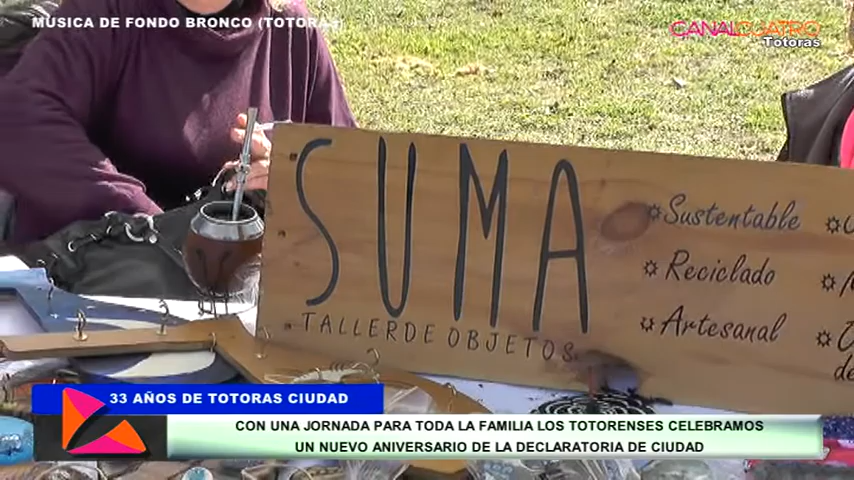 MUSICA DE FONDO BRONCO (TOTORAS)
CANALCUATRO
Totoras
SUMA
TALLER DE OBJETOS
Sustentable
Reciclado
Artesanal
33 AÑOS DE TOTORAS CIUDAD
CON UNA JORNADA PARA TODA LA FAMILIA LOS TOTORENSES CELEBRAMOS
UN NUEVO ANIVERSARIO DE LA DECLARATORIA DE CIUDAD